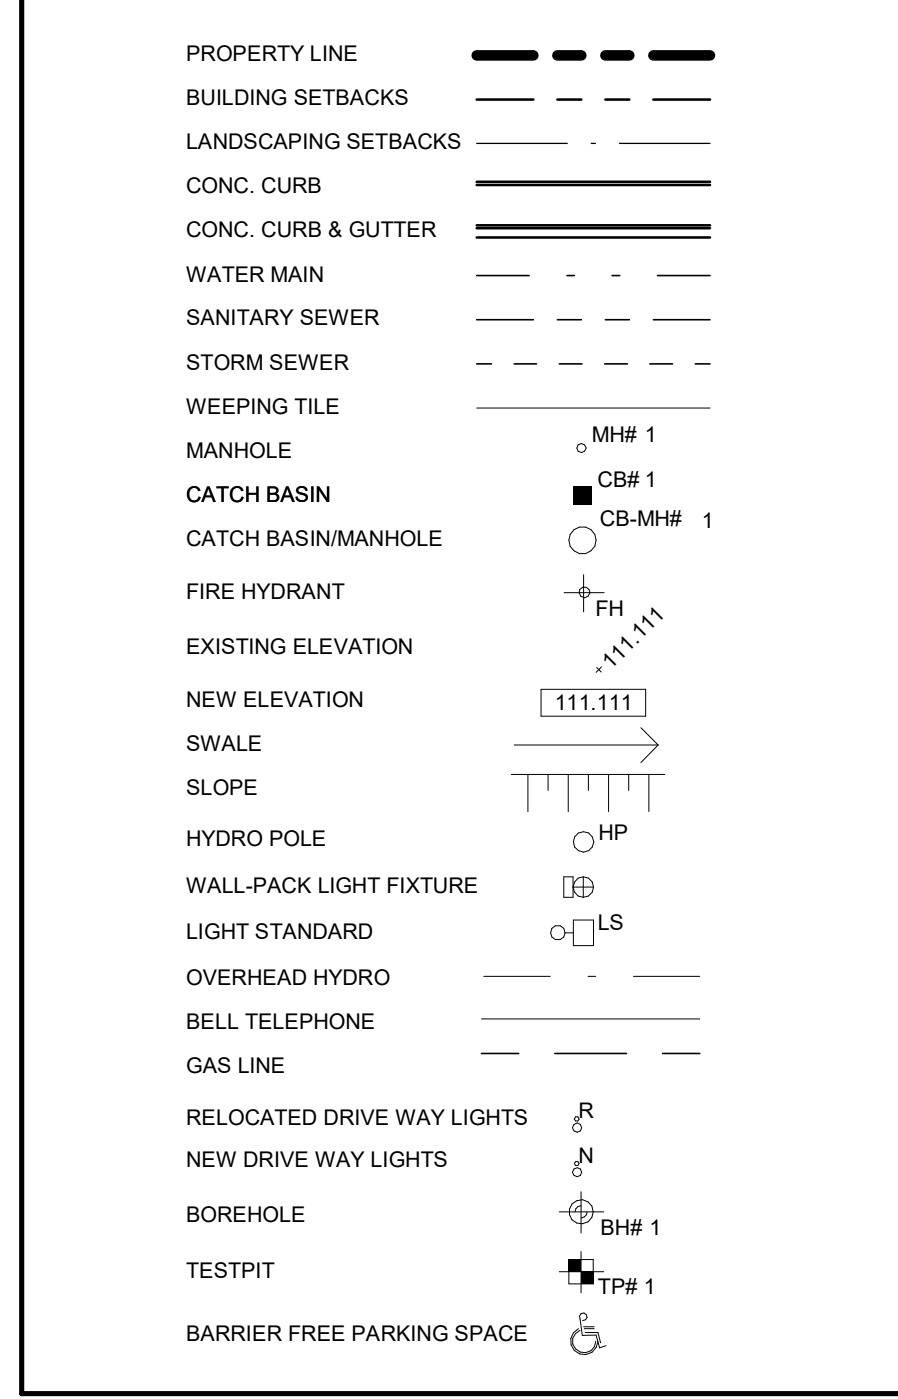 PROPERTY LINE
BUILDING SETBACKS
LANDSCAPING SETBACKS
CONC. CURB
CONC. CURB & GUTTER
WATER MAIN
SANITARY SEWER
STORM SEWER
WEEPING TILE
MANHOLE MH# 1
CATCH BASIN CB# 1
CATCH BASIN/MANHOLE CB-MH# 1
FIRE HYDRANT FH
EXISTING ELEVATION 111.111
NEW ELEVATION 111.111
SWALE
SLOPE
HYDRO POLE HP
WALL-PACK LIGHT FIXTURE
LIGHT STANDARD LS
OVERHEAD HYDRO
BELL TELEPHONE
GAS LINE
RELOCATED DRIVE WAY LIGHTS R
NEW DRIVE WAY LIGHTS N
BOREHOLE BH# 1
TESTPIT TP# 1
BARRIER FREE PARKING SPACE